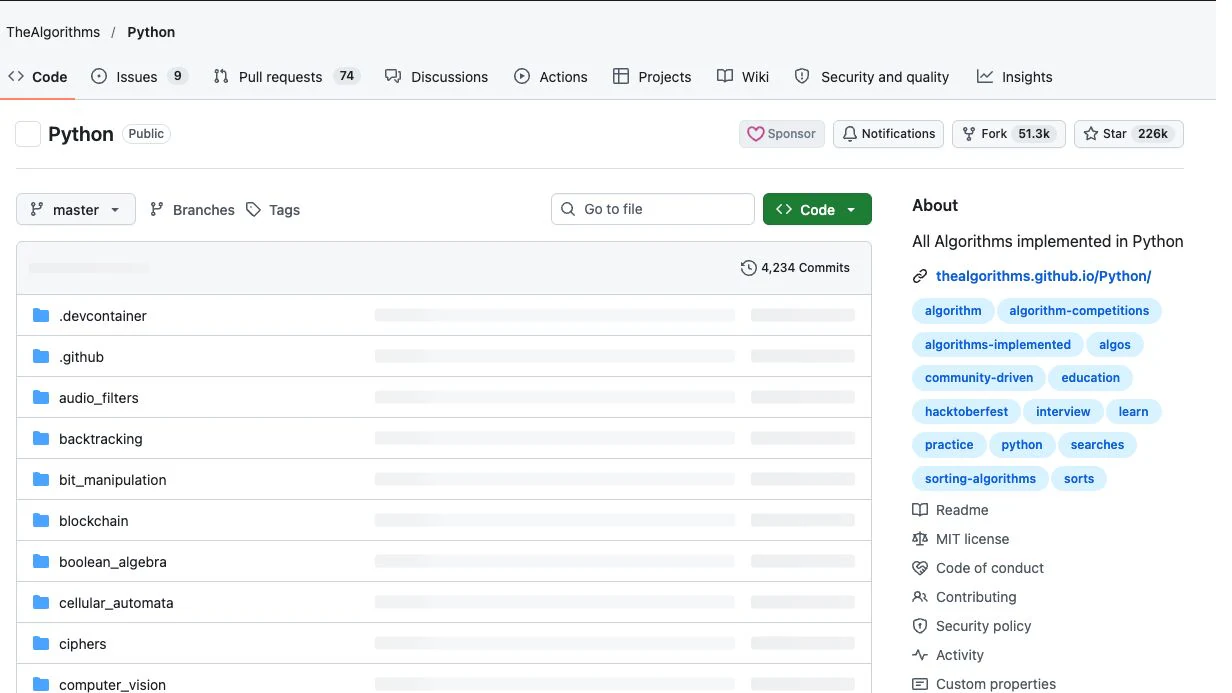 TheAlgorithms / Python
Code Issues 9 Pull requests 74 Discussions Actions Projects Wiki Security and quality Insights
Python Public Sponsor Notifications Fork 51.3k Star 226k
master Branches Tags Go to file Code
4,234 Commits
.devcontainer
.github
audio_filters
backtracking
bit_manipulation
blockchain
boolean_algebra
cellular_automata
ciphers
computer_vision
About
All Algorithms implemented in Python
thealgorithms.github.io/Python/
algorithm algorithm-competitions
algorithms-implemented algos
community-driven education
hacktoberfest interview learn
practice python searches
sorting-algorithms sorts
Readme
MIT license
Code of conduct
Contributing
Security policy
Activity
Custom properties